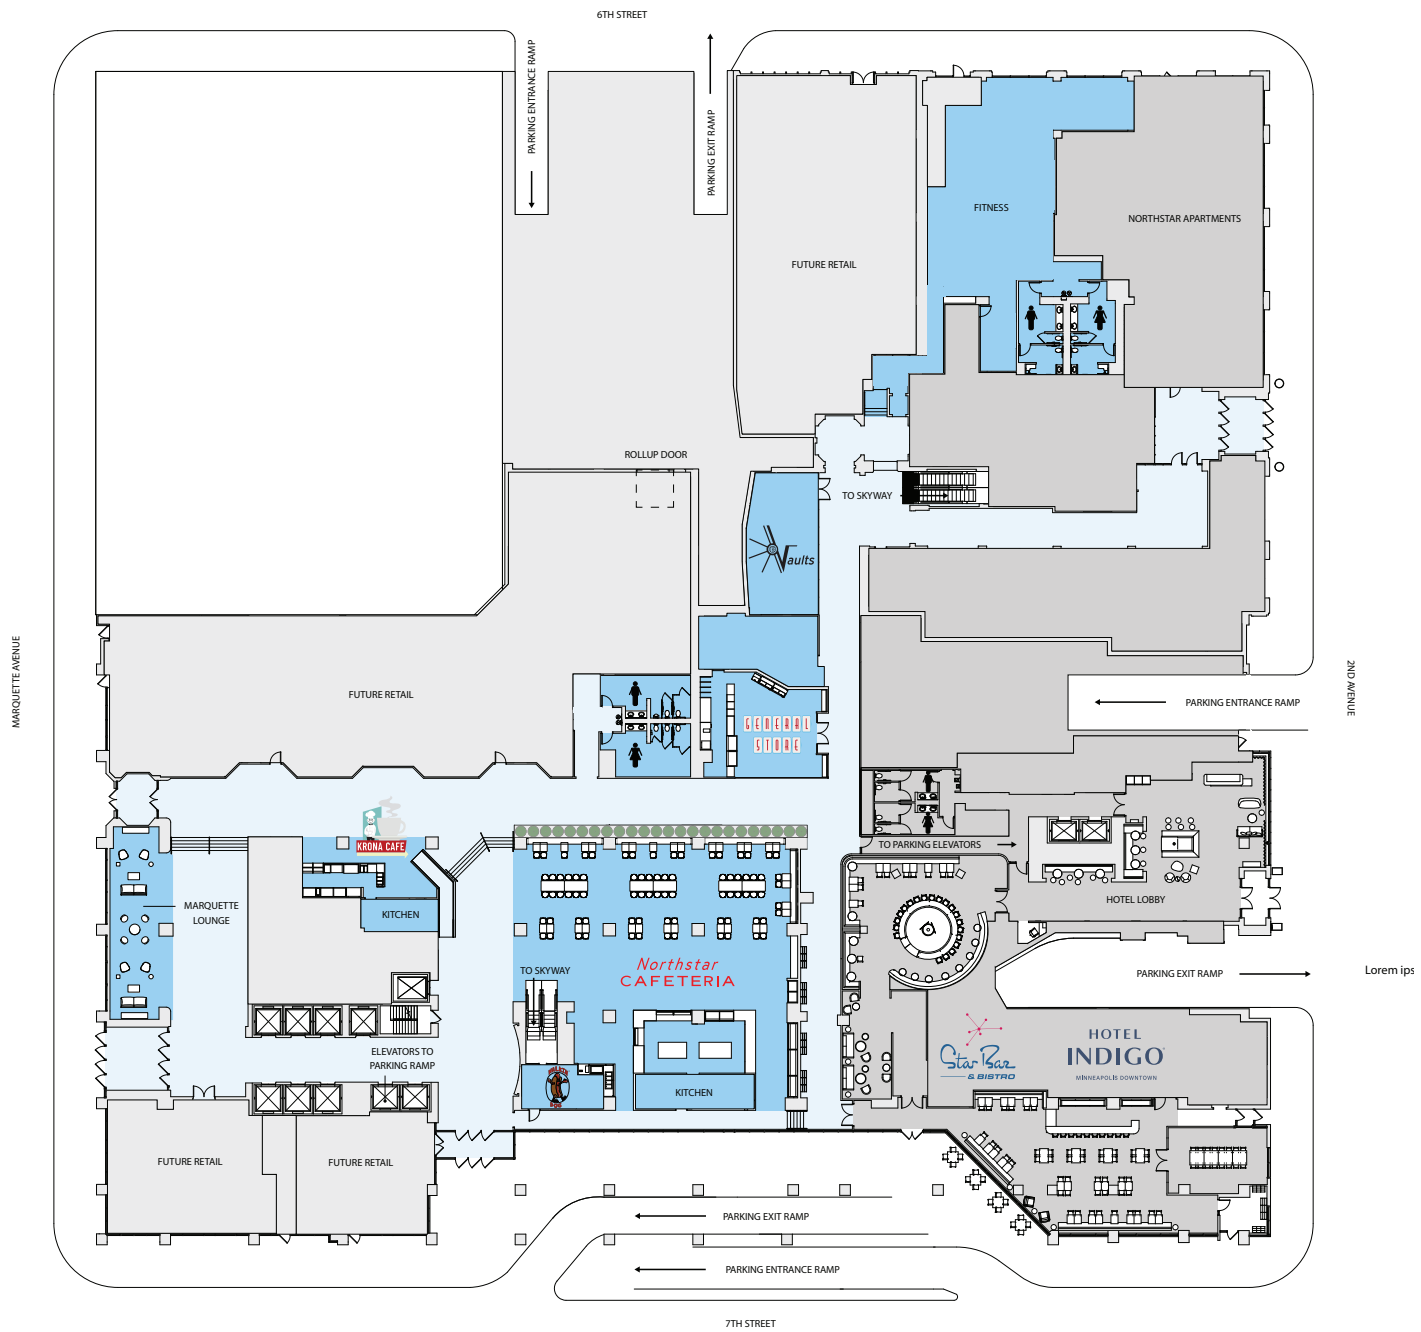 6TH STREET
PARKING ENTRANCE RAMP
PARKING EXIT RAMP
FITNESS
NORTHSTAR APARTMENTS
FUTURE RETAIL
ROLLUP DOOR
TO SKYWAY
Vaults
MARQUETTE AVENUE
2ND AVENUE
FUTURE RETAIL
PARKING ENTRANCE RAMP
GENERAL
STORE
KRONA CAFE
TO PARKING ELEVATORS
MARQUETTE
LOUNGE
KITCHEN
HOTEL LOBBY
Northstar
CAFETERIA
TO SKYWAY
PARKING EXIT RAMP
Lorem ips
ELEVATORS TO
PARKING RAMP
Star Bar
& BISTRO
HOTEL
INDIGO
MINNEAPOLIS DOWNTOWN
KITCHEN
FUTURE RETAIL
FUTURE RETAIL
PARKING EXIT RAMP
PARKING ENTRANCE RAMP
7TH STREET